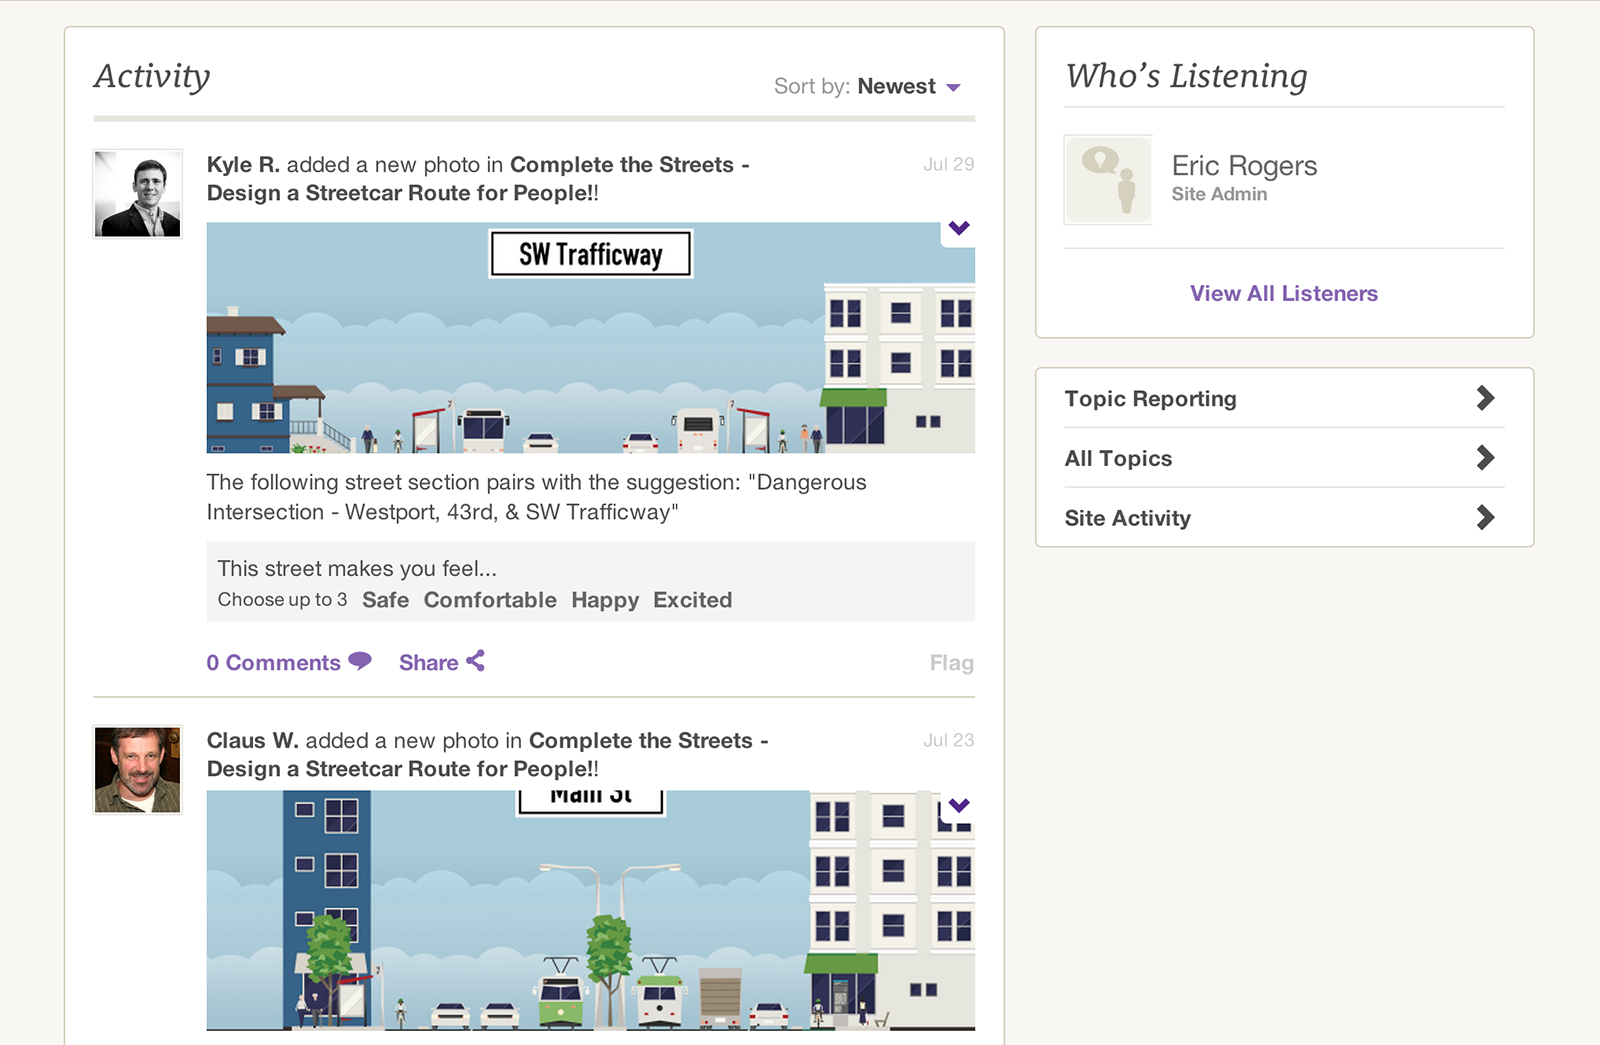 Activity
Sort by: Newest
Kyle R. added a new photo in Complete the Streets -
Design a Streetcar Route for People!!
Jul 29
SW Trafficway
The following street section pairs with the suggestion: "Dangerous
Intersection - Westport, 43rd, & SW Trafficway"
This street makes you feel...
Choose up to 3 Safe Comfortable Happy Excited
0 Comments Share Flag
Claus W. added a new photo in Complete the Streets -
Design a Streetcar Route for People!!
Jul 23
Main St
Who's Listening
Eric Rogers
Site Admin
View All Listeners
Topic Reporting
All Topics
Site Activity